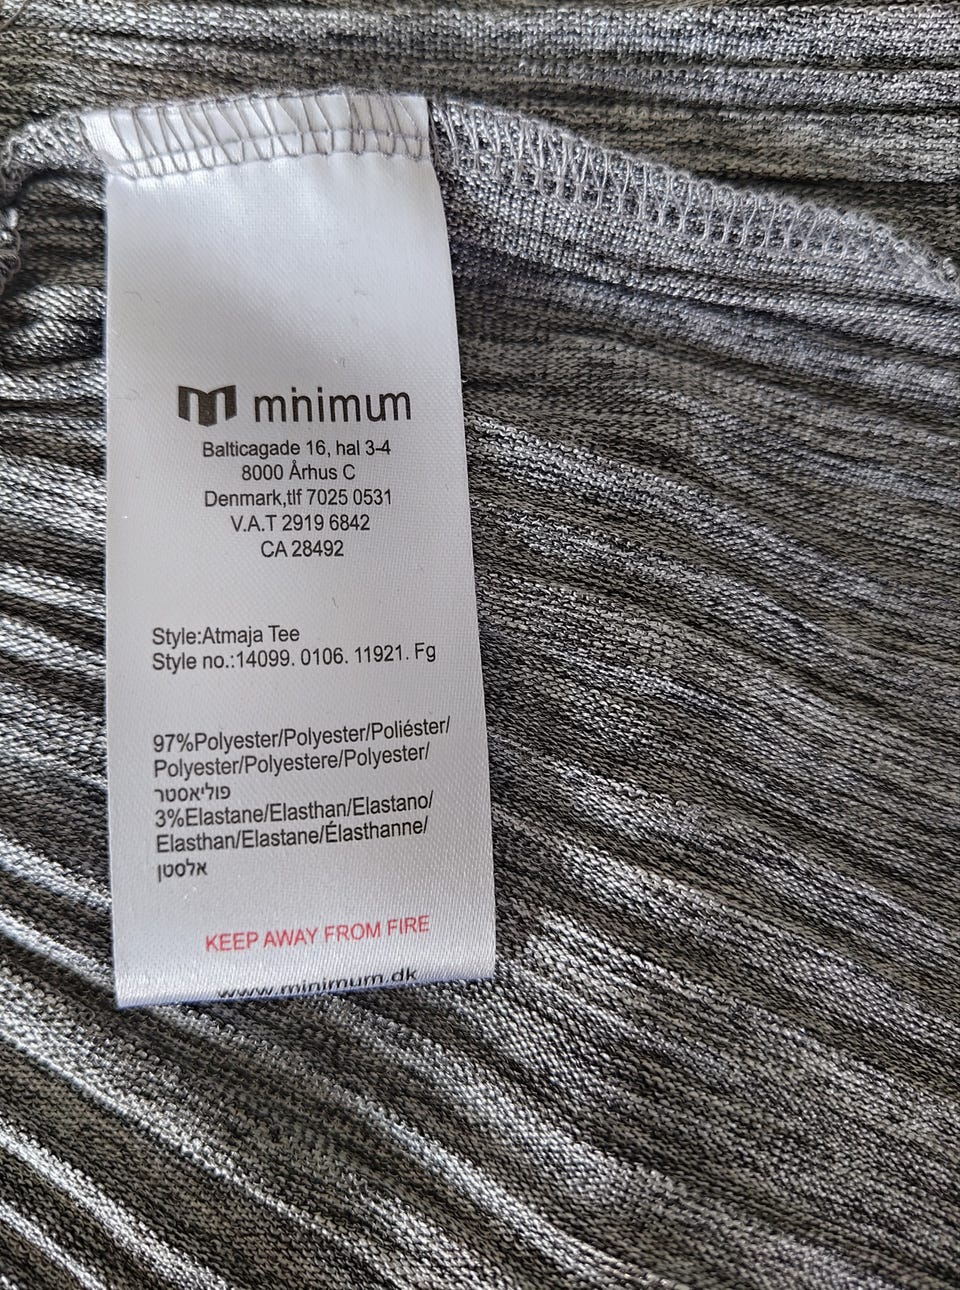 minimum
Balticagade 16, hal 3-4
8000 Århus C
Denmark,tlf 7025 0531
V.A.T 2919 6842
CA 28492
Style:Atmaja Tee
Style no.:14099. 0106. 11921. Fg
97%Polyester/Polyester/Poliéster/
Polyester/Polyestere/Polyester/
פוליאסטר
3%Elastane/Elasthan/Elastano/
Elasthan/Elastane/Élasthanne/
אלסטן
KEEP AWAY FROM FIRE
www.minimum.dk